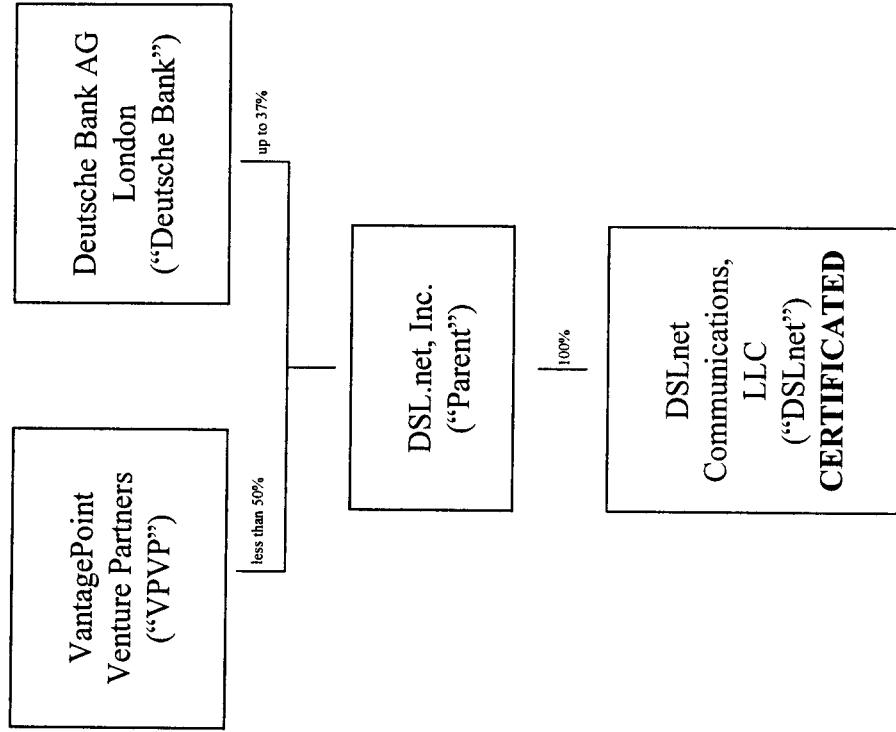 VantagePoint
Venture Partners
(“VPVP”)
Deutsche Bank AG
London
(“Deutsche Bank”)
less than 50%
up to 37%
DSL.net, Inc.
(“Parent”)
100%
DSLnet
Communications,
LLC
(“DSLnet”)
CERTIFICATED